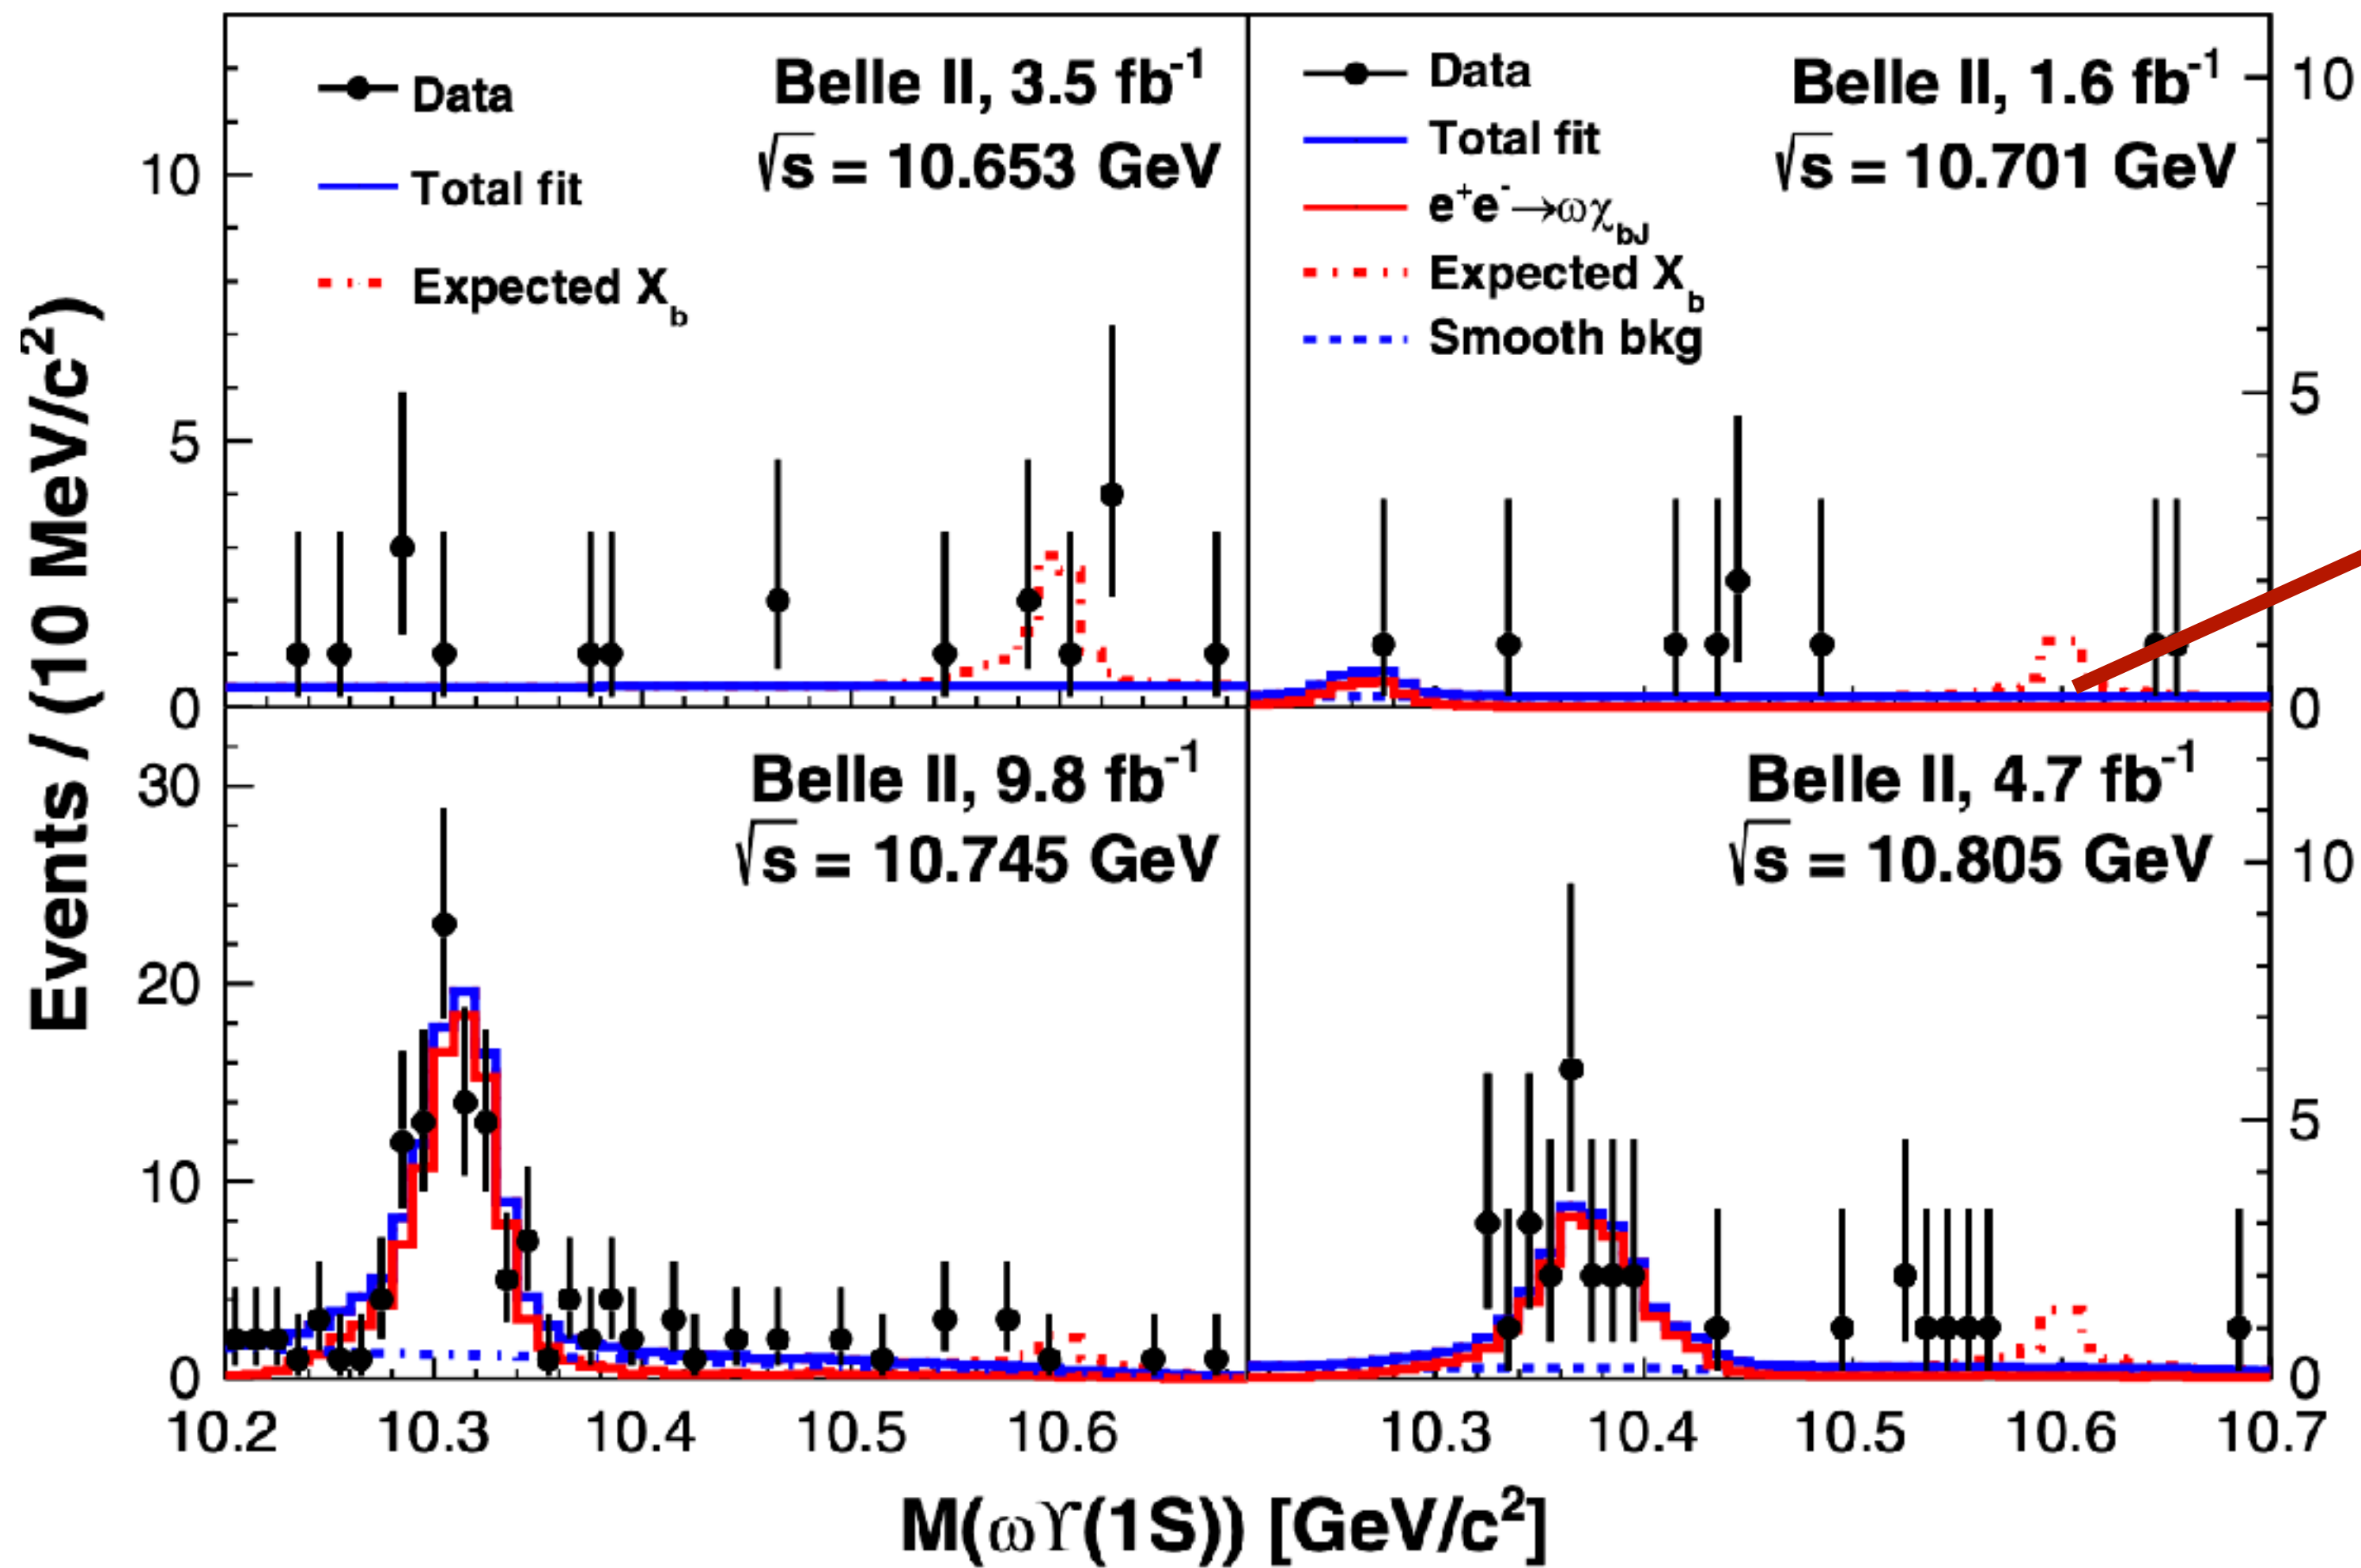 Events / (10 MeV/c²)
Data
Total fit
Expected X_b
Belle II, 3.5 fb⁻¹
√s = 10.653 GeV
10
5
0
Data
Total fit
e⁺e⁻ →ωχ_bJ
Expected X_b
Smooth bkg
Belle II, 1.6 fb⁻¹
√s = 10.701 GeV
10
5
0
Belle II, 9.8 fb⁻¹
√s = 10.745 GeV
30
20
10
0
Belle II, 4.7 fb⁻¹
√s = 10.805 GeV
10
5
0
10.2 10.3 10.4 10.5 10.6 10.3 10.4 10.5 10.6 10.7
M(ωϒ(1S)) [GeV/c²]